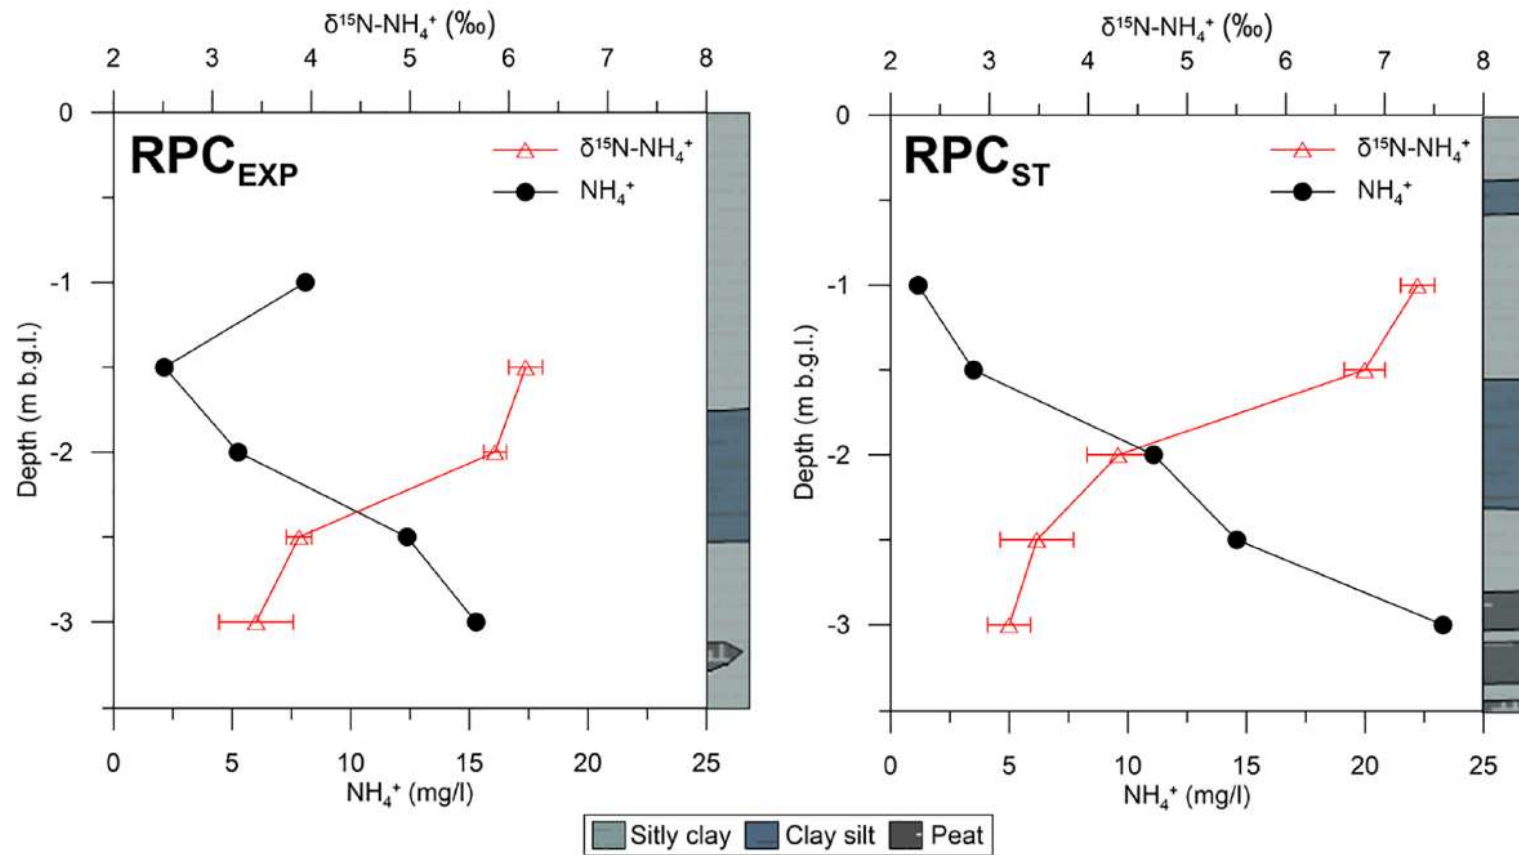 δ¹⁵N-NH₄⁺ (‰)
2 3 4 5 6 7 8
RPC_EXP
δ¹⁵N-NH₄⁺
NH₄⁺
0
-1
-2
-3
Depth (m b.g.l.)
0 5 10 15 20 25
NH₄⁺ (mg/l)
δ¹⁵N-NH₄⁺ (‰)
2 3 4 5 6 7 8
RPC_ST
δ¹⁵N-NH₄⁺
NH₄⁺
0
-1
-2
-3
Depth (m b.g.l.)
0 5 10 15 20 25
NH₄⁺ (mg/l)
Sitly clay Clay silt Peat